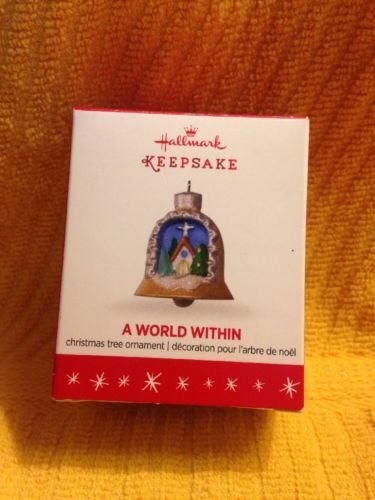 Hallmark
KEEPSAKE
A WORLD WITHIN
christmas tree ornament | décoration pour l'arbre de noël